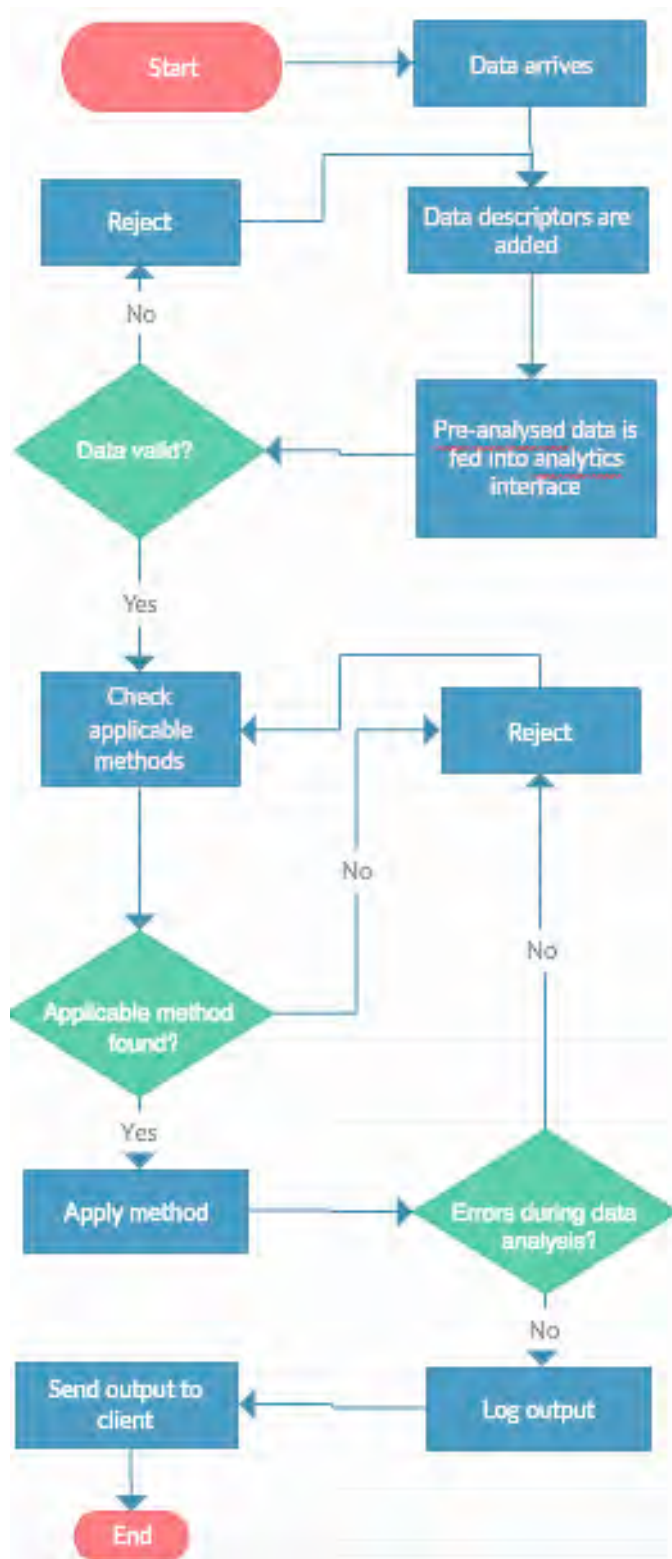 Start
Data arrives
Reject
Data descriptors are
added
No
Data valid?
Pre-analysed data is
fed into analytics
interface
Yes
Check
applicable
methods
Reject
No
No
Applicable method
found?
Yes
Apply method
Errors during data
analysis?
No
Send output to
client
Log output
End